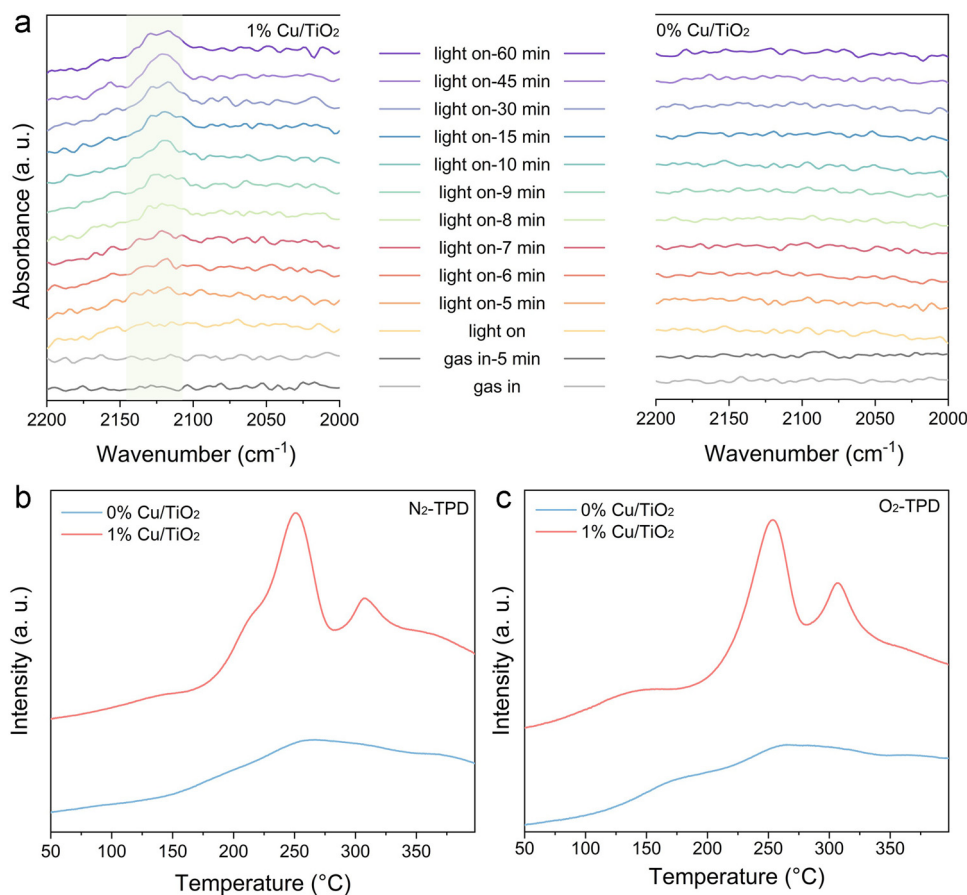 a
1% Cu/TiO₂
0% Cu/TiO₂
Absorbance (a. u.)
light on-60 min
light on-45 min
light on-30 min
light on-15 min
light on-10 min
light on-9 min
light on-8 min
light on-7 min
light on-6 min
light on-5 min
light on
gas in-5 min
gas in
2200 2150 2100 2050 2000
2200 2150 2100 2050 2000
Wavenumber (cm⁻¹)
Wavenumber (cm⁻¹)
b
N₂-TPD
0% Cu/TiO₂
1% Cu/TiO₂
Intensity (a. u.)
50 100 150 200 250 300 350
Temperature (°C)
c
O₂-TPD
0% Cu/TiO₂
1% Cu/TiO₂
Intensity (a. u.)
50 100 150 200 250 300 350
Temperature (°C)